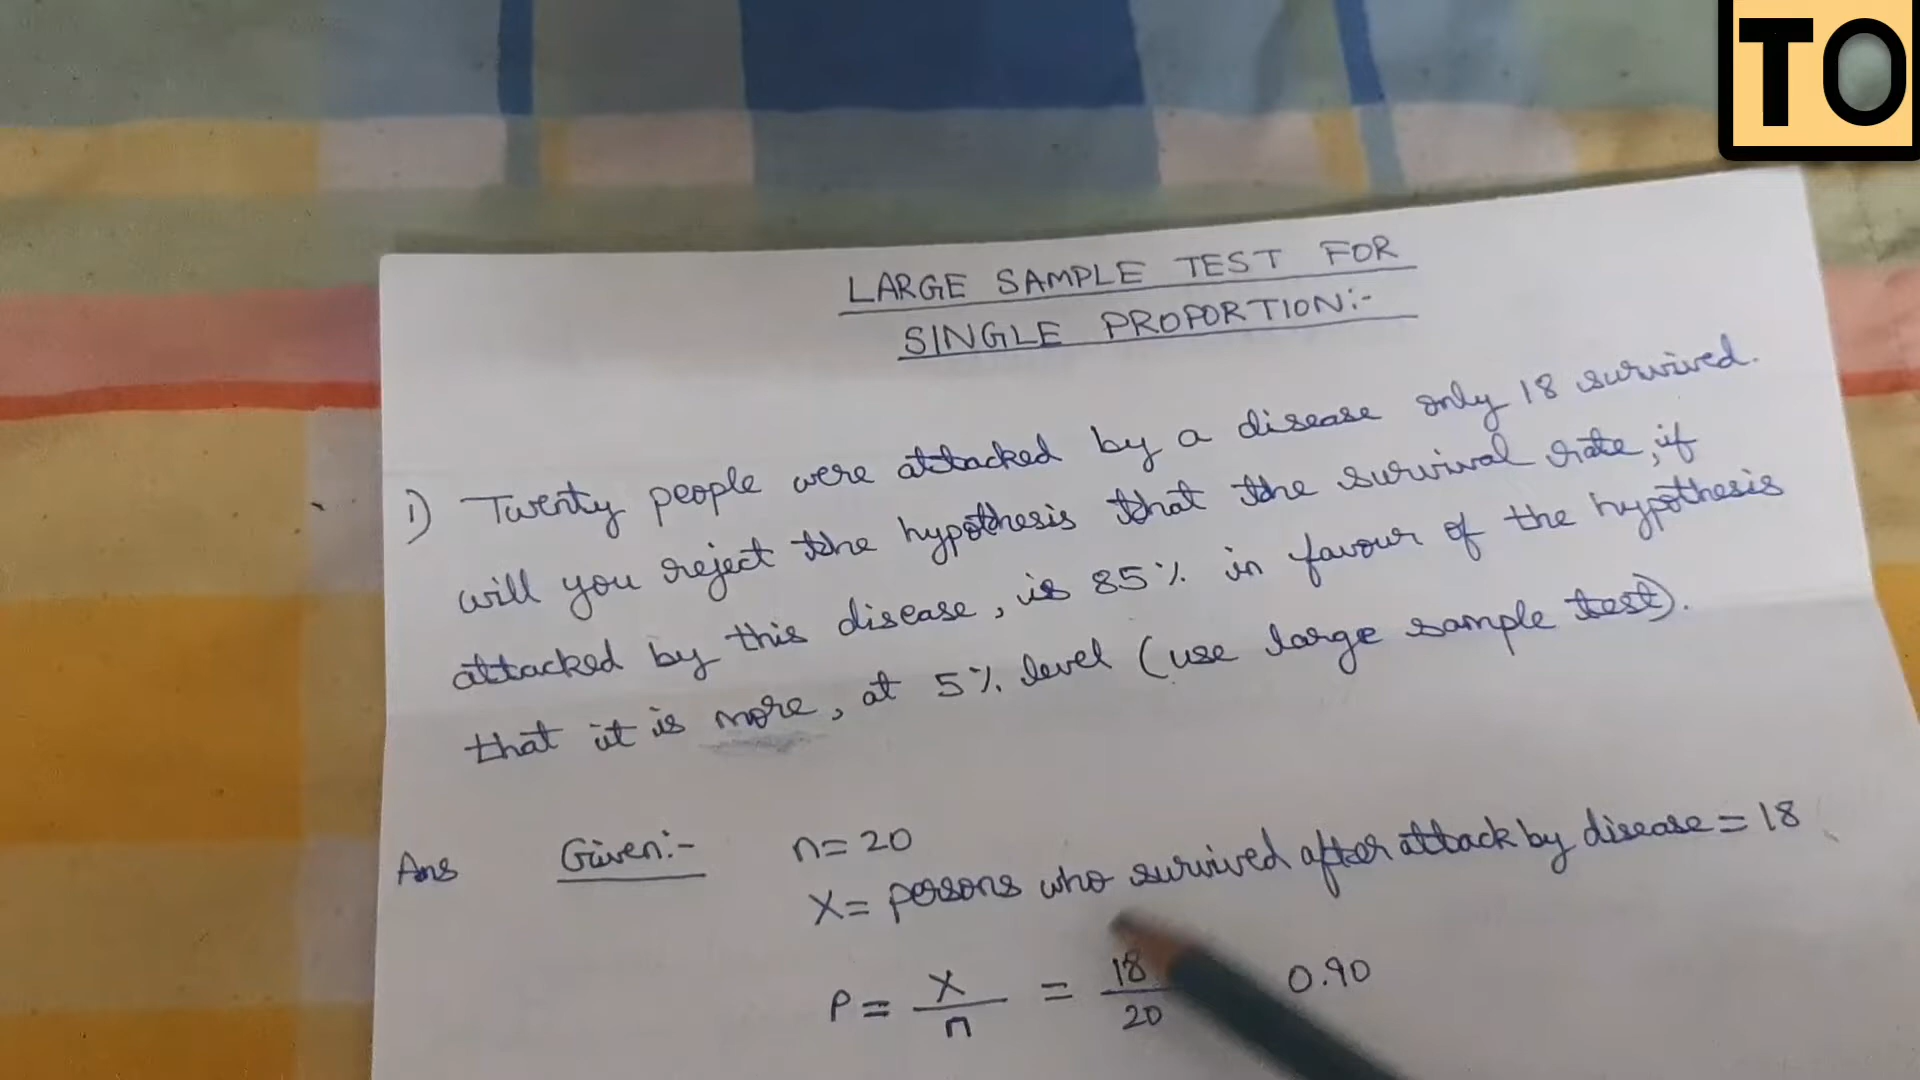 TO
LARGE SAMPLE TEST FOR
SINGLE PROPORTION:-
1) Twenty people were attacked by a disease only 18 survived.
will you reject the hypothesis that the survival rate, if
attacked by this disease, is 85% in favour of the hypothesis
that it is more, at 5% level (use large sample test).
Ans Given:- n= 20
X= persons who survived after attack by disease = 18
P = X/n = 18/20 0.90